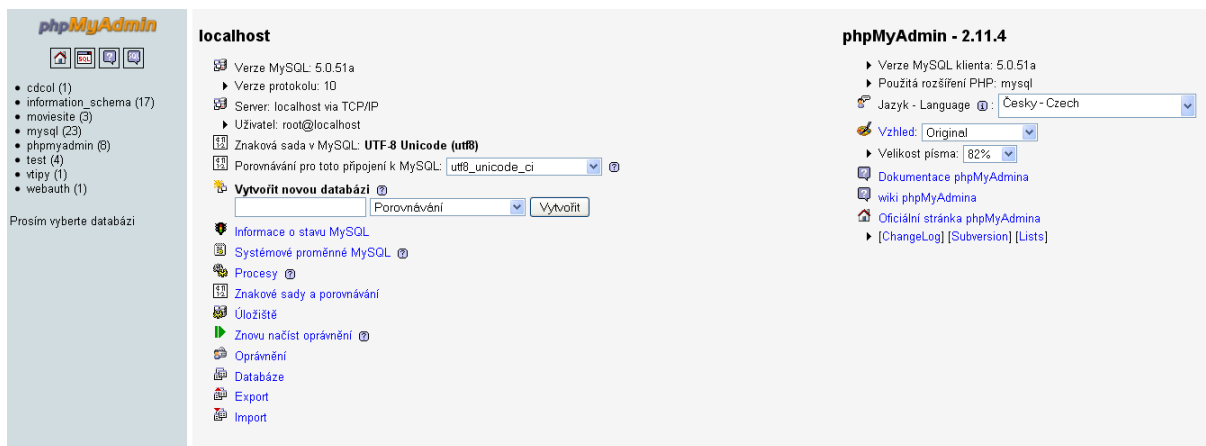 phpMyAdmin
SQL
cdcol (1)
information_schema (17)
moviesite (3)
mysql (23)
phpmyadmin (8)
test (4)
vtipy (1)
webauth (1)
Prosím vyberte databázi
localhost
Verze MySQL: 5.0.51a
Verze protokolu: 10
Server: localhost via TCP/IP
Uživatel: root@localhost
Znaková sada v MySQL: UTF-8 Unicode (utf8)
Porovnávání pro toto připojení k MySQL: utf8_unicode_ci
Vytvořit novou databázi
Porovnávání Vytvořit
Informace o stavu MySQL
Systémové proměnné MySQL
Procesy
Znakové sady a porovnávání
Úložiště
Znovu načíst oprávnění
Oprávnění
Databáze
Export
Import
phpMyAdmin - 2.11.4
Verze MySQL klienta: 5.0.51a
Použitá rozšíření PHP: mysql
Jazyk - Language : Česky - Czech
Vzhled: Original
Velikost písma: 82%
Dokumentace phpMyAdmina
wiki phpMyAdmina
Oficiální stránka phpMyAdmina
[ChangeLog] [Subversion] [Lists]